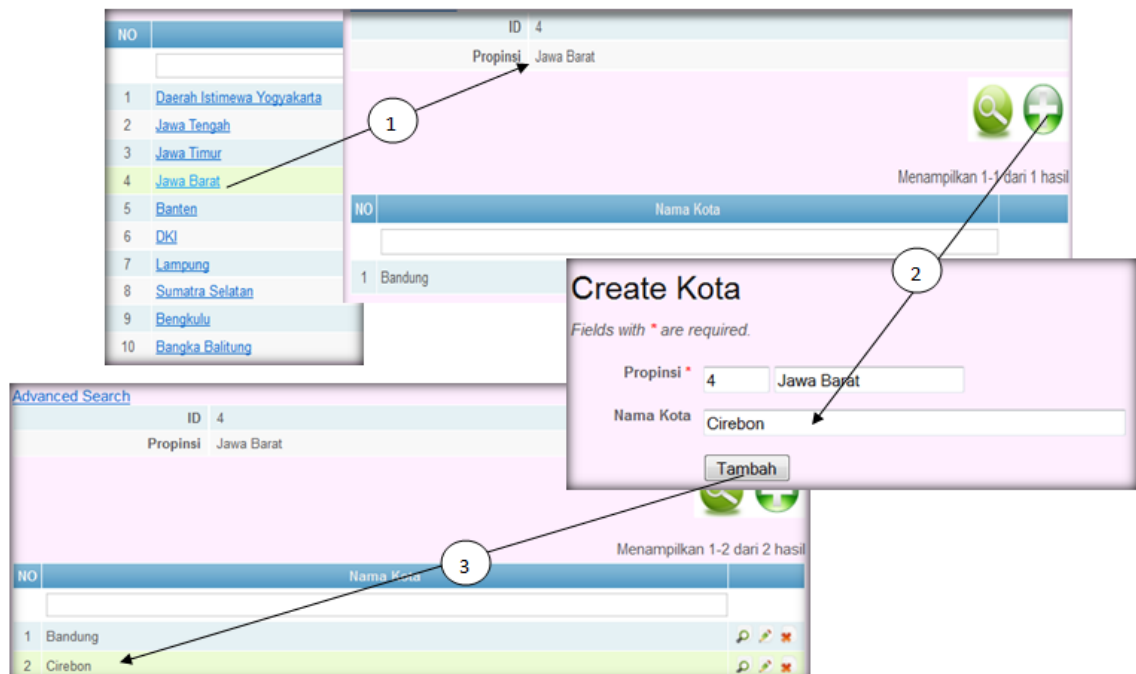 NO
1 Daerah Istimewa Yogyakarta
2 Jawa Tengah
3 Jawa Timur
4 Jawa Barat
5 Banten
6 DKI
7 Lampung
8 Sumatra Selatan
9 Bengkulu
10 Bangka Balitung
ID 4
Propinsi Jawa Barat
1
Menampilkan 1-1 dari 1 hasil
NO Nama Kota
1 Bandung
2
Create Kota
Fields with * are required.
Propinsi * 4 Jawa Barat
Nama Kota Cirebon
Tambah
Advanced Search
ID 4
Propinsi Jawa Barat
Menampilkan 1-2 dari 2 hasil
3
NO Nama Kota
1 Bandung
2 Cirebon